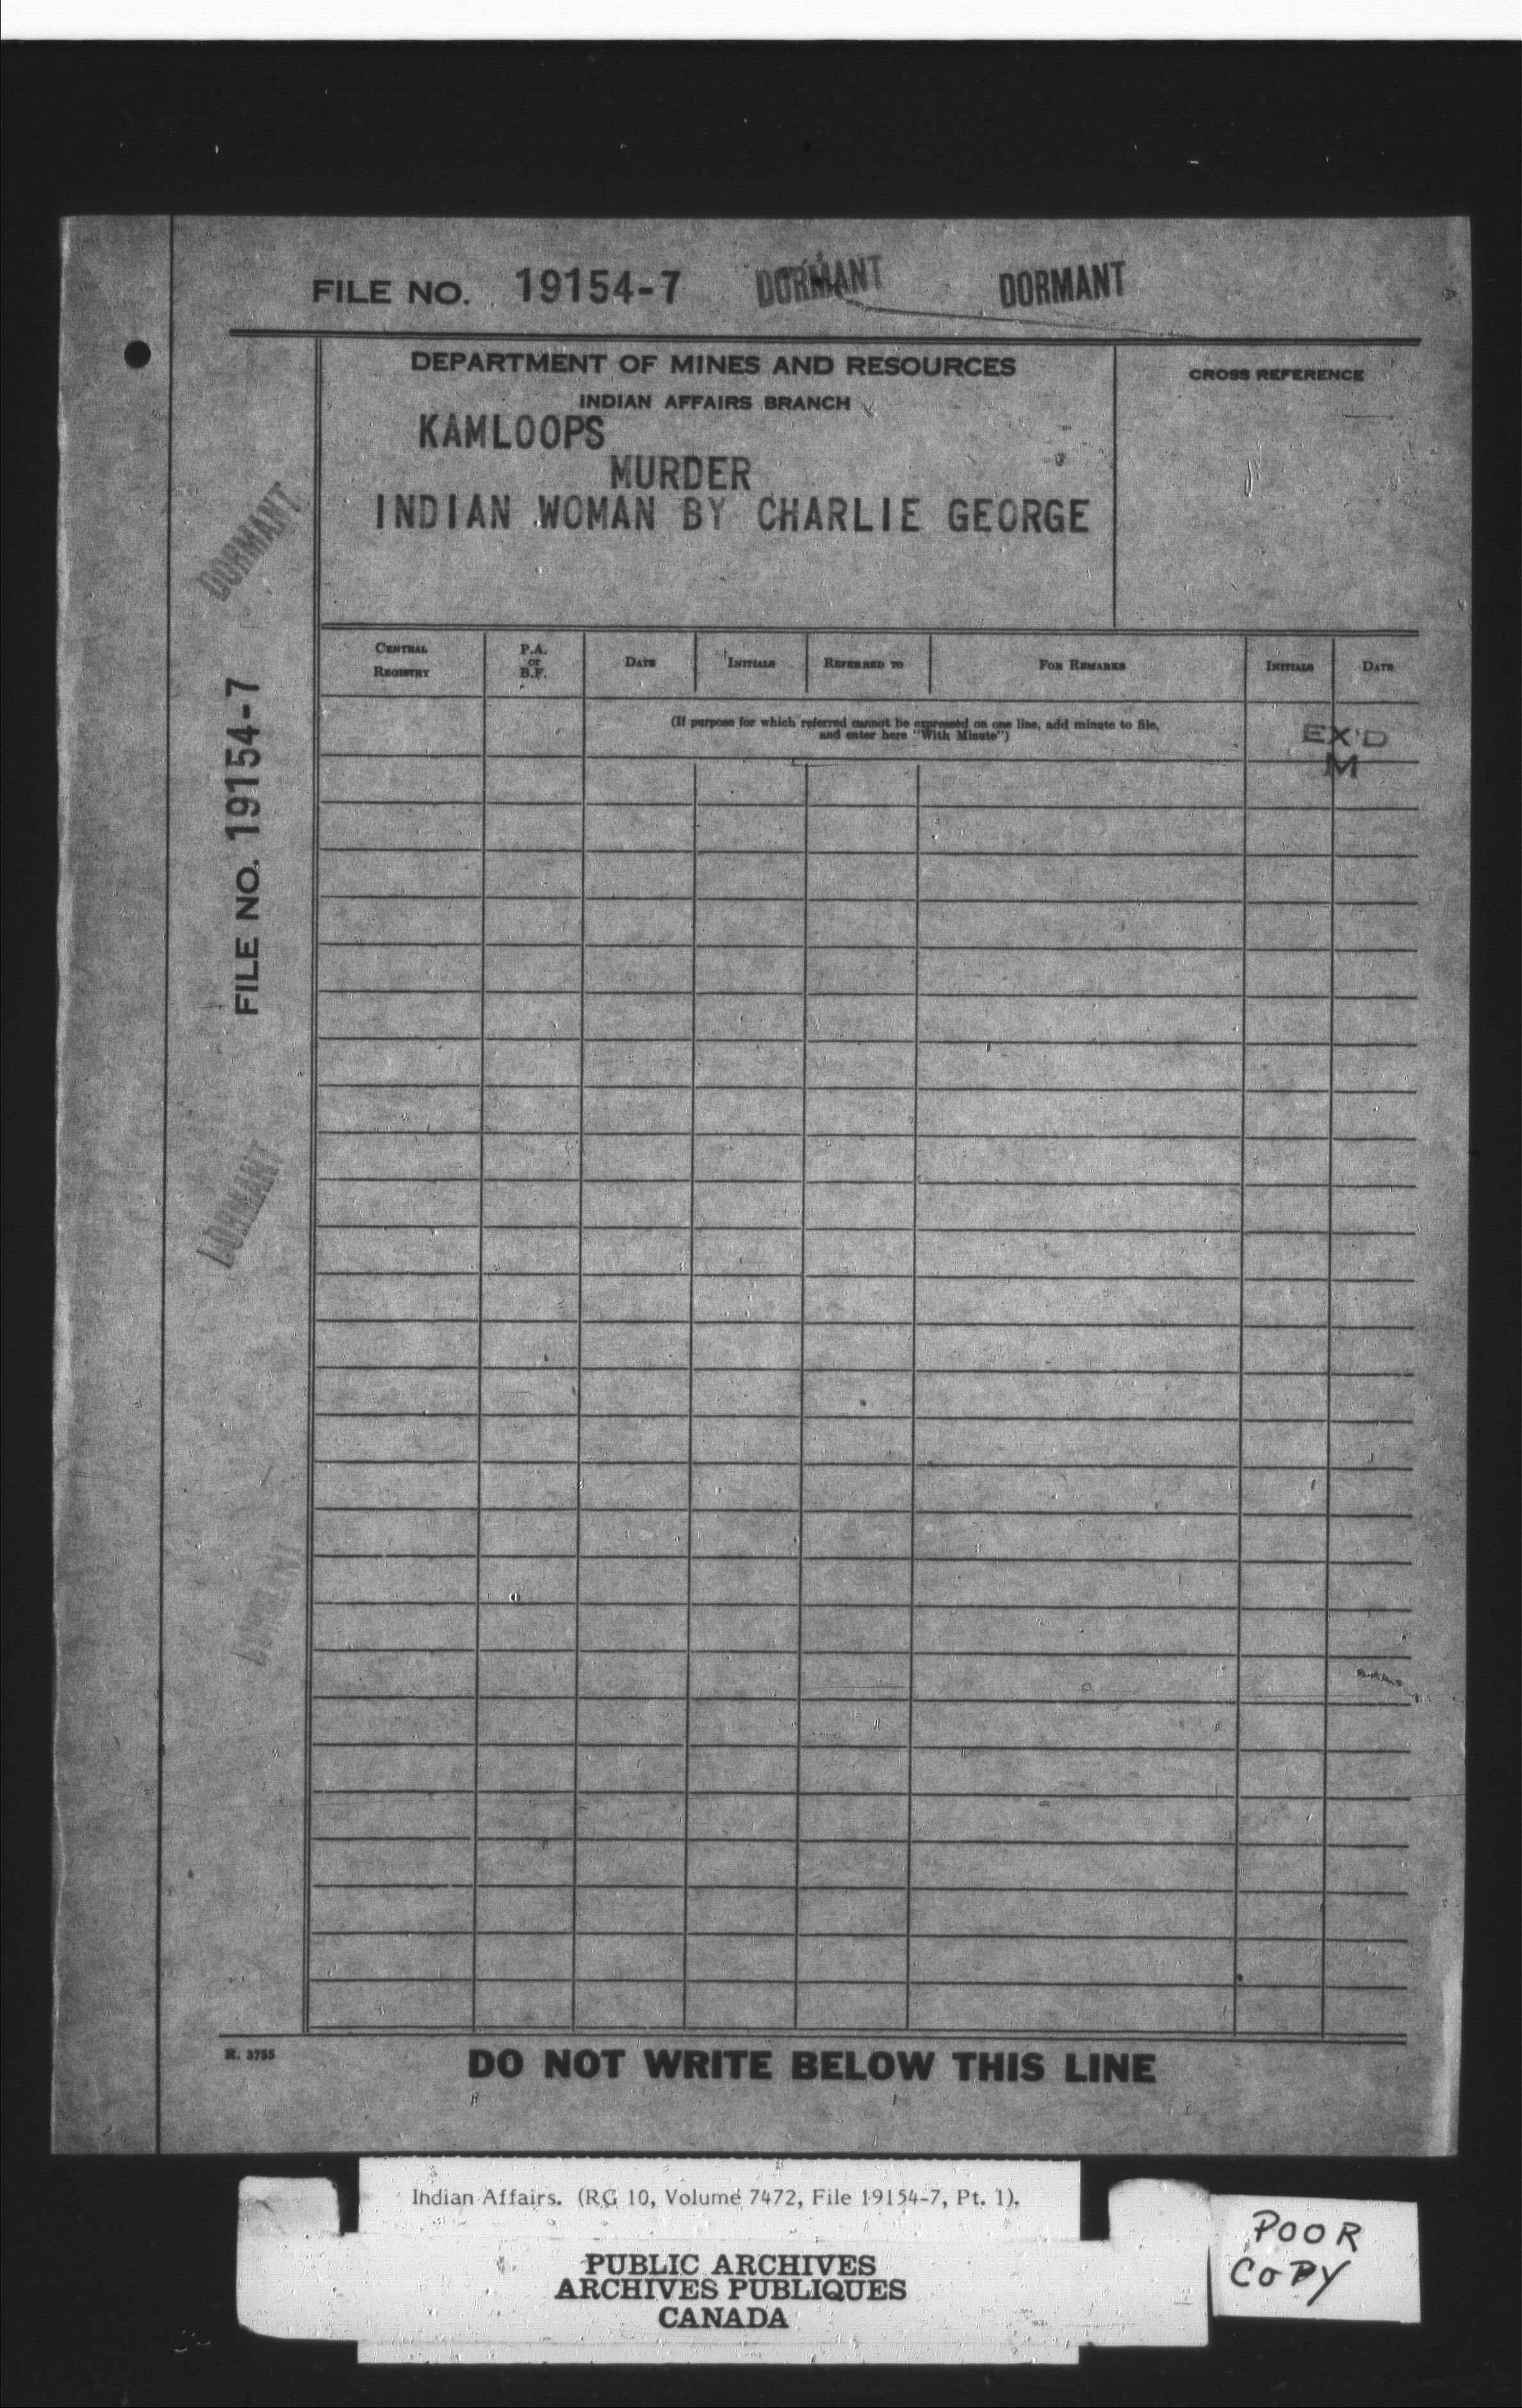 FILE NO. 19154-7 DORMANT DORMANT
DEPARTMENT OF MINES AND RESOURCES
INDIAN AFFAIRS BRANCH
CROSS REFERENCE
KAMLOOPS
MURDER
INDIAN WOMAN BY CHARLIE GEORGE
DORMANT
FILE NO. 19154-7
DORMANT
DORMANT
CENTRAL REGISTRY
P.A. or B.F.
DATE
INITIALS
REFERRED TO
FOR REMARKS
INITIALS
DATE
(If purpose for which referred cannot be expressed on one line, add minute to file,
and enter here "With Minute")
EX'D
M
R. 3755
DO NOT WRITE BELOW THIS LINE
Indian Affairs. (RG 10, Volume 7472, File 19154-7, Pt. 1).
PUBLIC ARCHIVES
ARCHIVES PUBLIQUES
CANADA
POOR
COPY